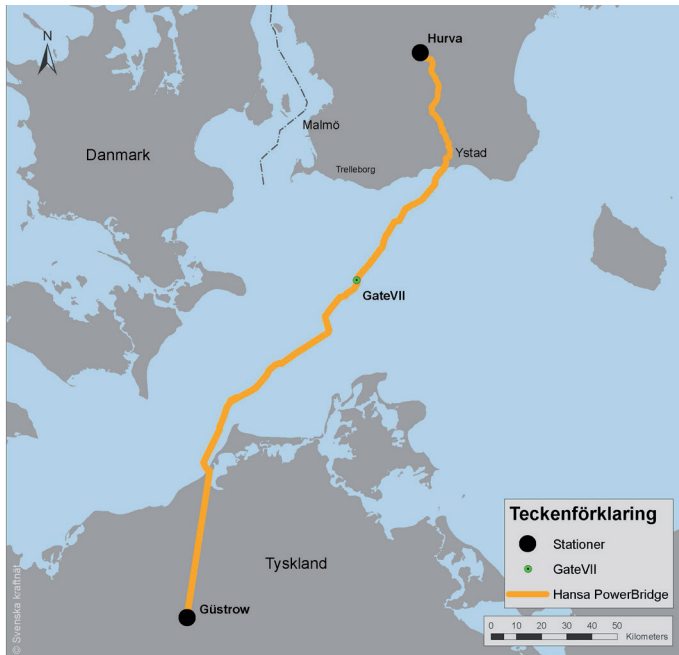 N
Hurva
Malmö
Danmark
Ystad
Trelleborg
GateVII
Teckenförklaring
Stationer
GateVII
Hansa PowerBridge
0 5 10 20 30 40 50
Kilometers
Tyskland
Güstrow
© Svenska kraftnät